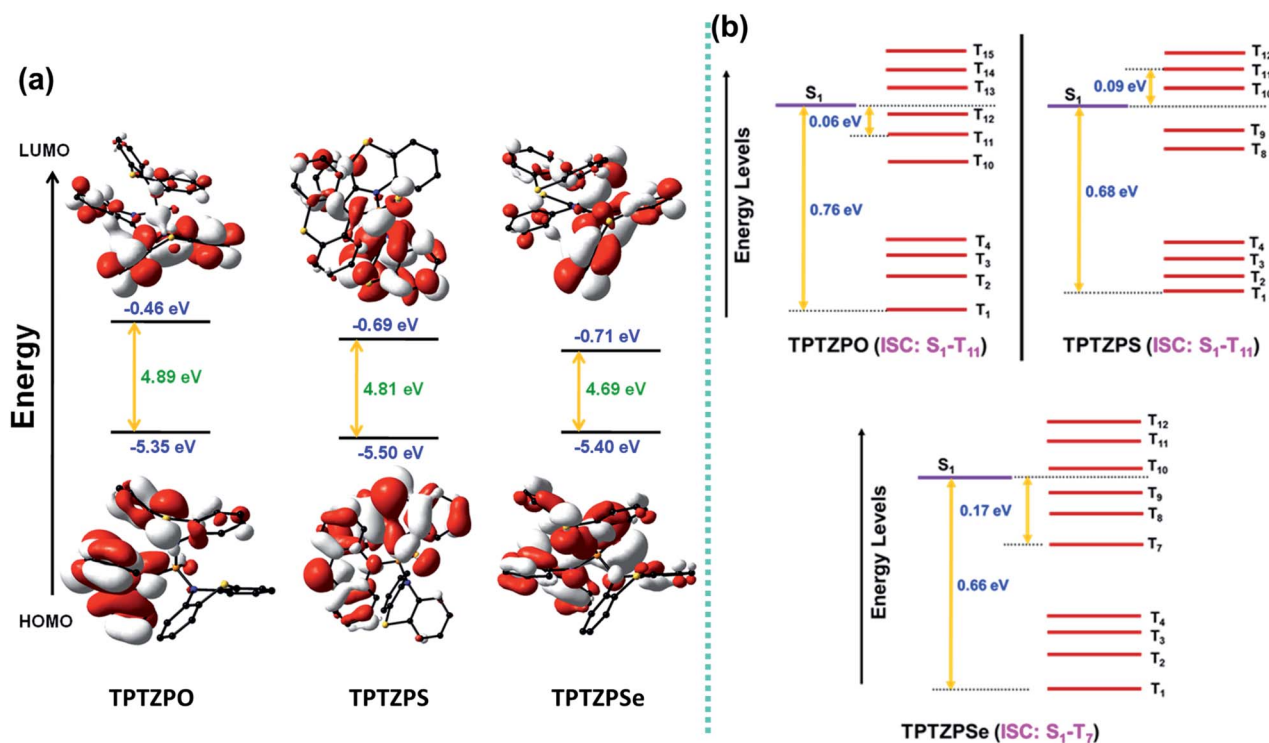 (a)
LUMO
Energy
HOMO
-0.46 eV
4.89 eV
-5.35 eV
TPTZPO
-0.69 eV
4.81 eV
-5.50 eV
TPTZPS
-0.71 eV
4.69 eV
-5.40 eV
TPTZPSe
(b)
Energy Levels
S₁
0.06 eV
0.76 eV
T₁₅
T₁₄
T₁₃
T₁₂
T₁₁
T₁₀
T₄
T₃
T₂
T₁
TPTZPO (ISC: S₁-T₁₁)
S₁
0.09 eV
0.68 eV
T₁₂
T₁₁
T₁₀
T₉
T₈
T₄
T₃
T₂
T₁
TPTZPS (ISC: S₁-T₁₁)
Energy Levels
S₁
0.17 eV
0.66 eV
T₁₂
T₁₁
T₁₀
T₉
T₈
T₇
T₄
T₃
T₂
T₁
TPTZPSe (ISC: S₁-T₇)